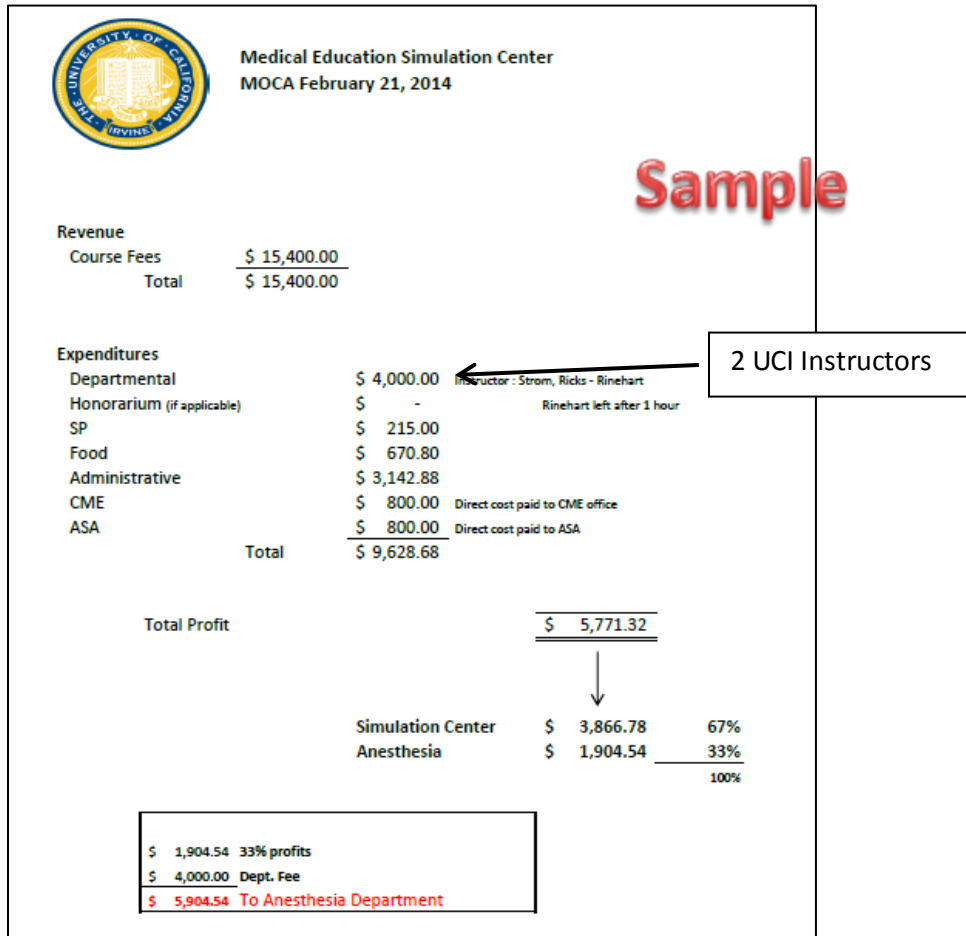 THE · UNIVERSITY · OF · CALIFORNIA · IRVINE
Medical Education Simulation Center
MOCA February 21, 2014
Sample
Revenue
Course Fees $ 15,400.00
Total $ 15,400.00
2 UCI Instructors
Expenditures
Departmental $ 4,000.00 Instructor : Strom, Ricks - Rinehart
Honorarium (if applicable) $ - Rinehart left after 1 hour
SP $ 215.00
Food $ 670.80
Administrative $ 3,142.88
CME $ 800.00 Direct cost paid to CME office
ASA $ 800.00 Direct cost paid to ASA
Total $ 9,628.68
Total Profit $ 5,771.32
Simulation Center $ 3,866.78 67%
Anesthesia $ 1,904.54 33%
100%
$ 1,904.54 33% profits
$ 4,000.00 Dept. Fee
$ 5,904.54 To Anesthesia Department